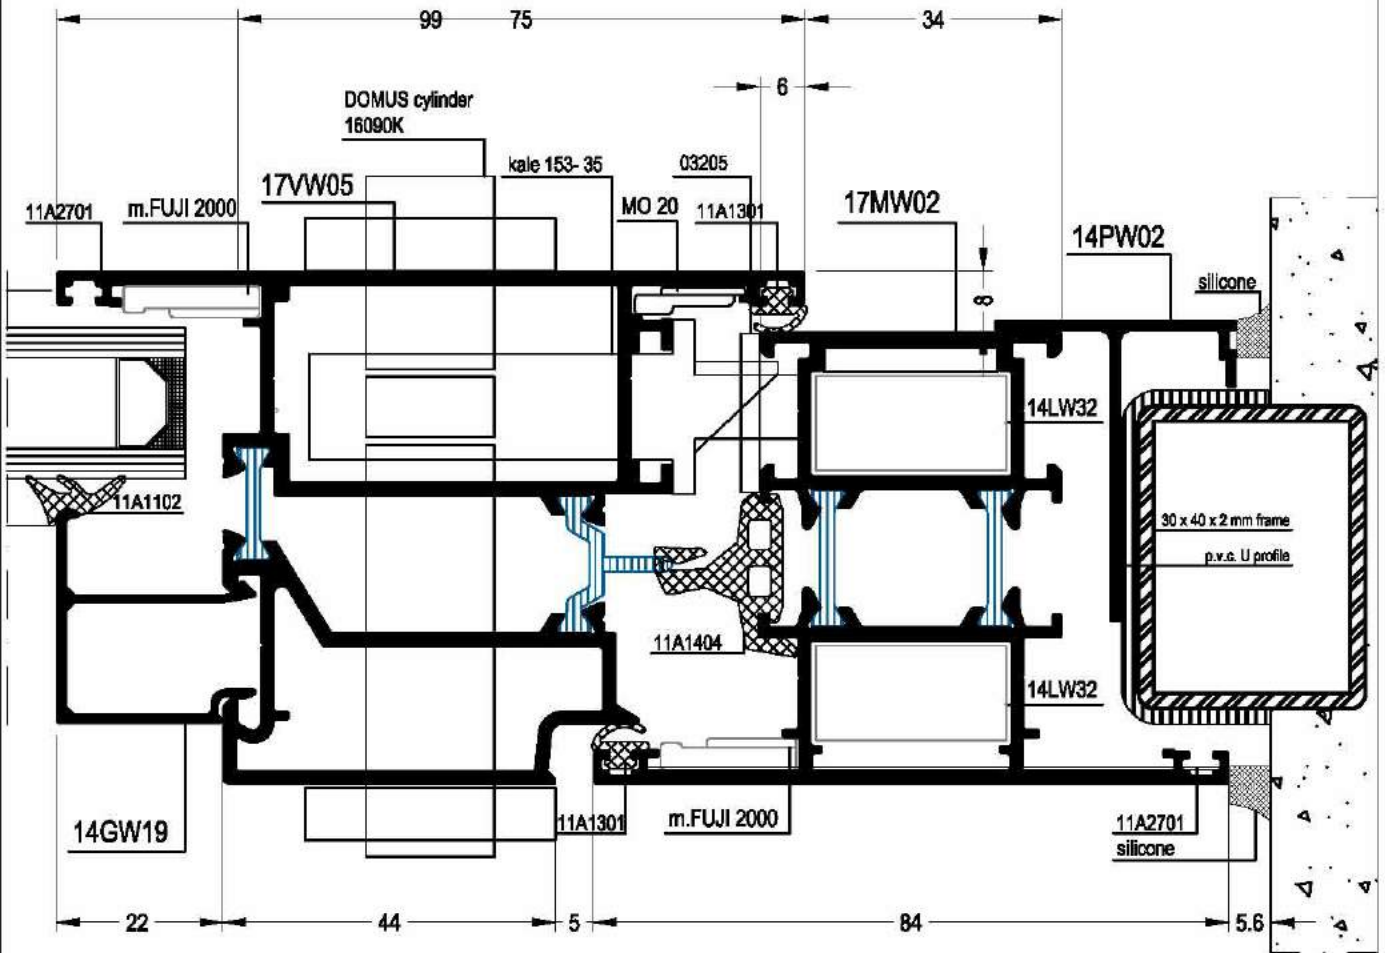 99
75
34
6
DOMUS cylinder
16090K
kale 153- 35
03205
17VW05
11A2701
m.FUJI 2000
MO 20
11A1301
17MW02
14PW02
silicone
8
14LW32
11A1102
30 x 40 x 2 mm frame
p.v.c. U profile
11A1404
14LW32
14GW19
11A1301
m.FUJI 2000
11A2701
silicone
22
44
5
84
5.6